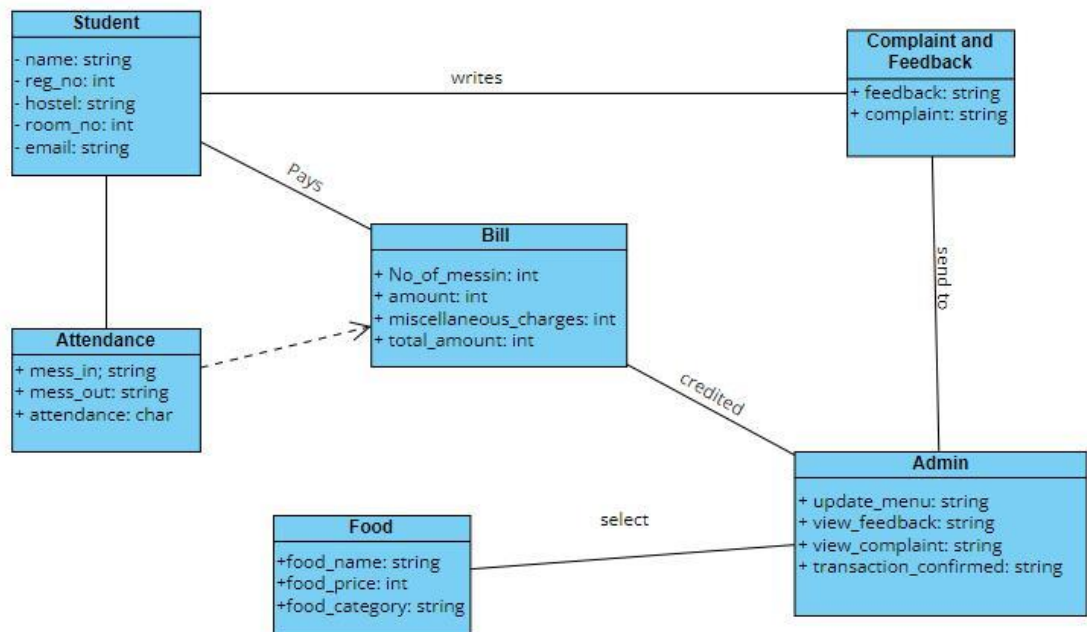 Student
- name: string
- reg_no: int
- hostel: string
- room_no: int
- email: string
writes
Complaint and
Feedback
+ feedback: string
+ complaint: string
Pays
Bill
+ No_of_messin: int
+ amount: int
+ miscellaneous_charges: int
+ total_amount: int
send to
Attendance
+ mess_in; string
+ mess_out: string
+ attendance: char
credited
Admin
+ update_menu: string
+ view_feedback: string
+ view_complaint: string
+ transaction_confirmed: string
select
Food
+food_name: string
+food_price: int
+food_category: string